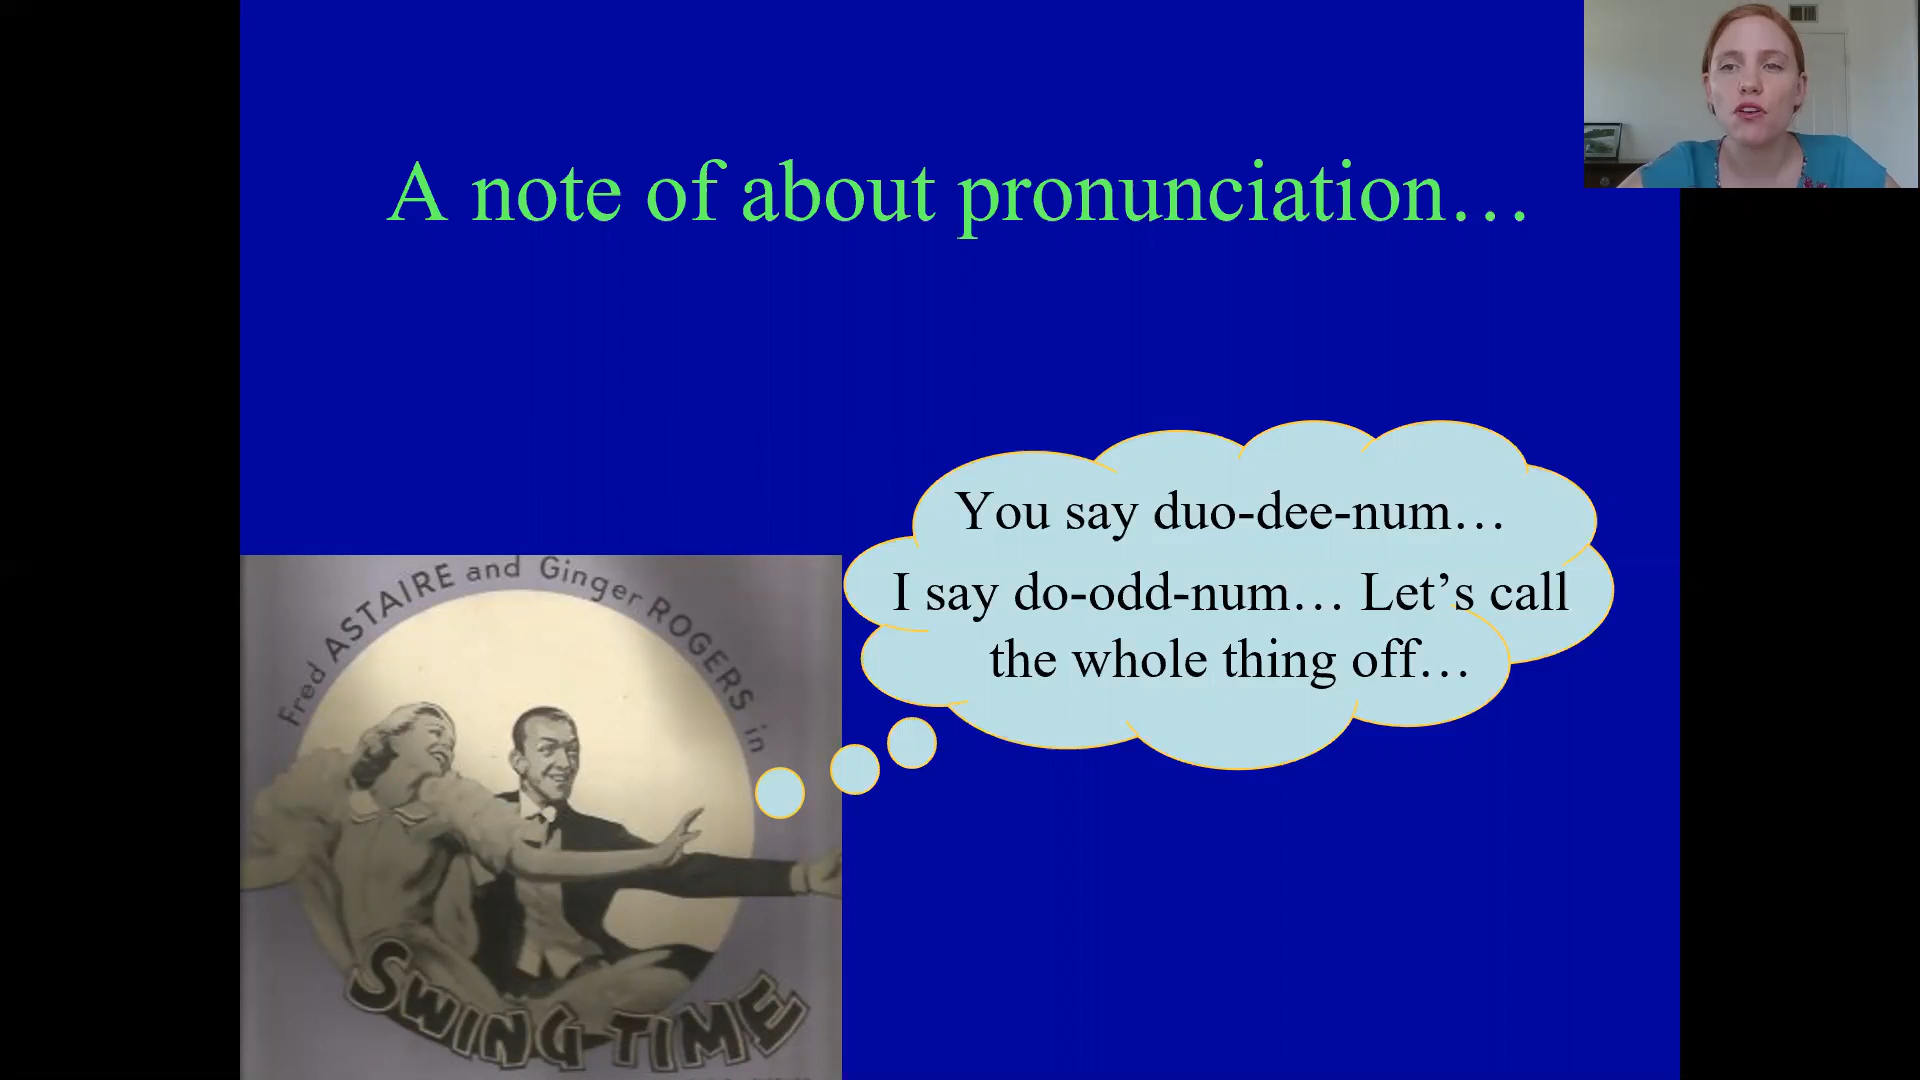 A note of about pronunciation…
You say duo-dee-num…
I say do-odd-num… Let’s call
the whole thing off…
Fred ASTAIRE and Ginger ROGERS in
SWING TIME